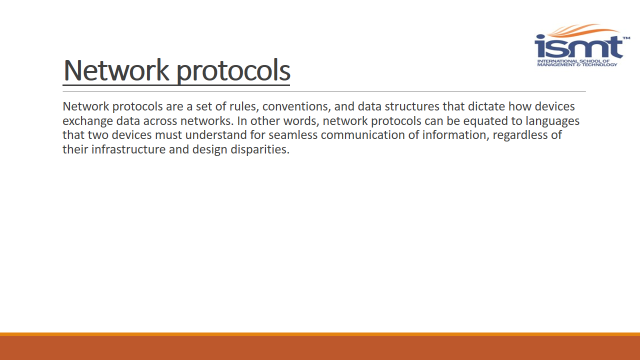 ismt™
INTERNATIONAL SCHOOL OF
MANAGEMENT & TECHNOLOGY
Network protocols
Network protocols are a set of rules, conventions, and data structures that dictate how devices
exchange data across networks. In other words, network protocols can be equated to languages
that two devices must understand for seamless communication of information, regardless of
their infrastructure and design disparities.